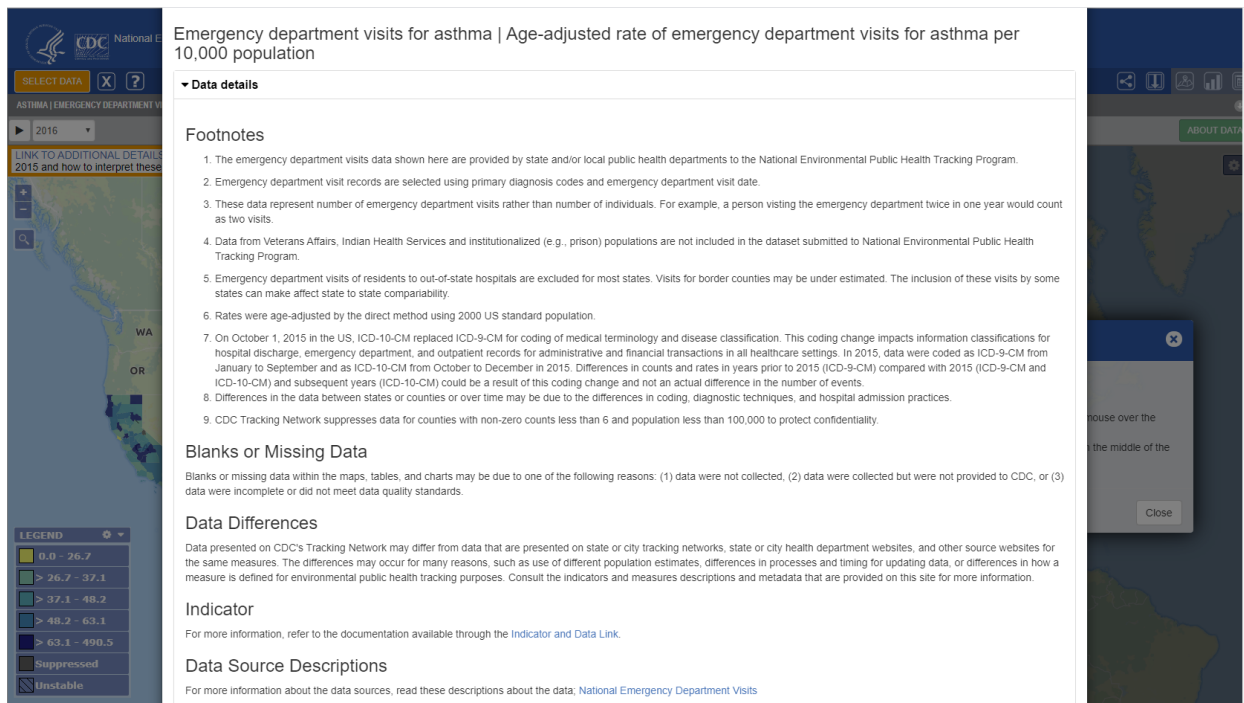 CDC National E
SELECT DATA X ?
ASTHMA | EMERGENCY DEPARTMENT VI
2016
LINK TO ADDITIONAL DETAILS
2015 and how to interpret these
+
−
WA
OR
LEGEND
0.0 - 26.7
> 26.7 - 37.1
> 37.1 - 48.2
> 48.2 - 63.1
> 63.1 - 490.5
Suppressed
Unstable
Emergency department visits for asthma | Age-adjusted rate of emergency department visits for asthma per
10,000 population
Data details
Footnotes
1. The emergency department visits data shown here are provided by state and/or local public health departments to the National Environmental Public Health Tracking Program.
2. Emergency department visit records are selected using primary diagnosis codes and emergency department visit date.
3. These data represent number of emergency department visits rather than number of individuals. For example, a person visting the emergency department twice in one year would count
as two visits.
4. Data from Veterans Affairs, Indian Health Services and institutionalized (e.g., prison) populations are not included in the dataset submitted to National Environmental Public Health
Tracking Program.
5. Emergency department visits of residents to out-of-state hospitals are excluded for most states. Visits for border counties may be under estimated. The inclusion of these visits by some
states can make affect state to state compariability.
6. Rates were age-adjusted by the direct method using 2000 US standard population.
7. On October 1, 2015 in the US, ICD-10-CM replaced ICD-9-CM for coding of medical terminology and disease classification. This coding change impacts information classifications for
hospital discharge, emergency department, and outpatient records for administrative and financial transactions in all healthcare settings. In 2015, data were coded as ICD-9-CM from
January to September and as ICD-10-CM from October to December in 2015. Differences in counts and rates in years prior to 2015 (ICD-9-CM) compared with 2015 (ICD-9-CM and
ICD-10-CM) and subsequent years (ICD-10-CM) could be a result of this coding change and not an actual difference in the number of events.
8. Differences in the data between states or counties or over time may be due to the differences in coding, diagnostic techniques, and hospital admission practices.
9. CDC Tracking Network suppresses data for counties with non-zero counts less than 6 and population less than 100,000 to protect confidentiality.
Blanks or Missing Data
Blanks or missing data within the maps, tables, and charts may be due to one of the following reasons: (1) data were not collected, (2) data were collected but were not provided to CDC, or (3)
data were incomplete or did not meet data quality standards.
Data Differences
Data presented on CDC's Tracking Network may differ from data that are presented on state or city tracking networks, state or city health department websites, and other source websites for
the same measures. The differences may occur for many reasons, such as use of different population estimates, differences in processes and timing for updating data, or differences in how a
measure is defined for environmental public health tracking purposes. Consult the indicators and measures descriptions and metadata that are provided on this site for more information.
Indicator
For more information, refer to the documentation available through the Indicator and Data Link.
Data Source Descriptions
For more information about the data sources, read these descriptions about the data; National Emergency Department Visits
ABOUT DATA
nouse over the
n the middle of the
Close